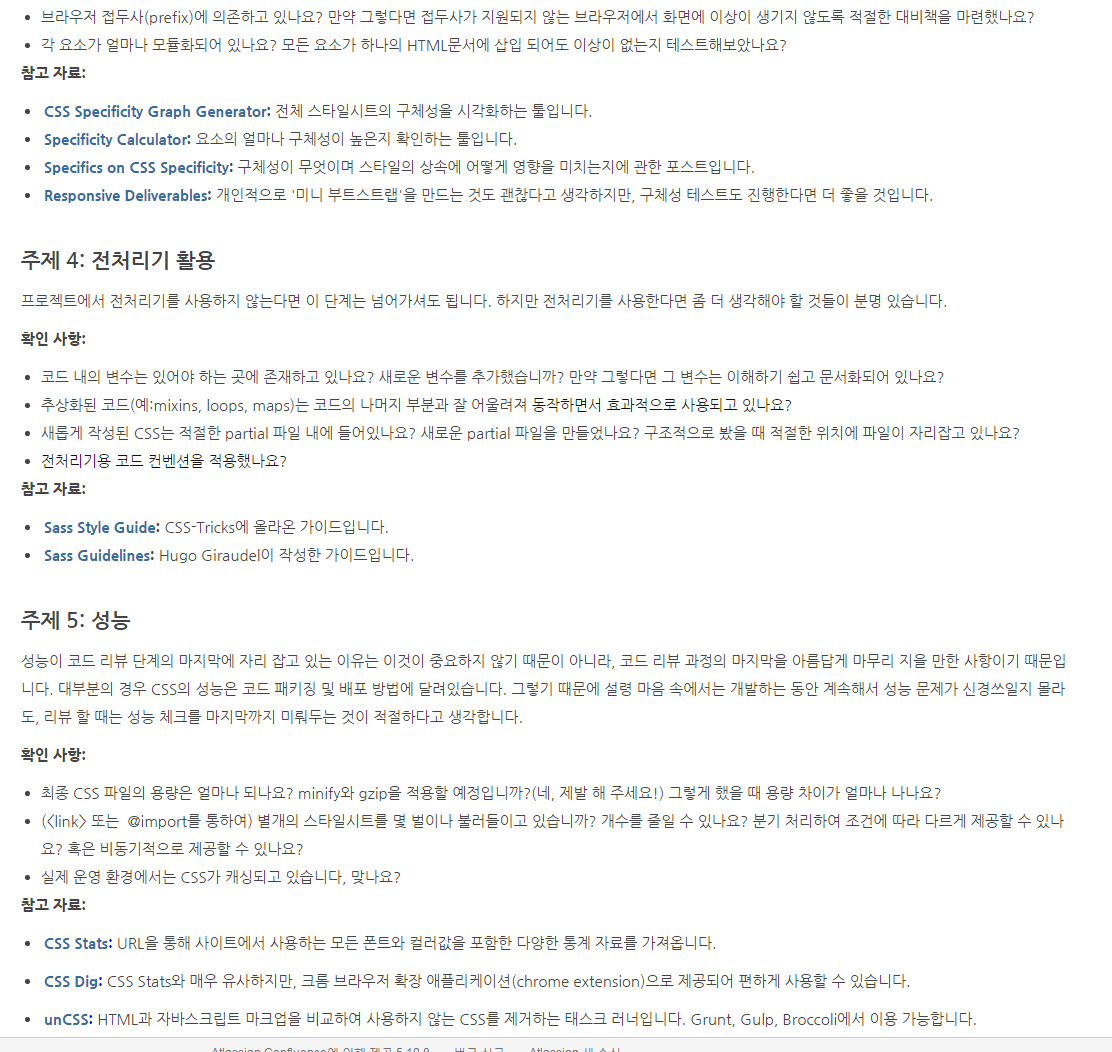 브라우저 접두사(prefix)에 의존하고 있나요? 만약 그렇다면 접두사가 지원되지 않는 브라우저에서 화면에 이상이 생기지 않도록 적절한 대비책을 마련했나요?
각 요소가 얼마나 모듈화되어 있나요? 모든 요소가 하나의 HTML문서에 삽입 되어도 이상이 없는지 테스트해보았나요?
참고 자료:
CSS Specificity Graph Generator: 전체 스타일시트의 구체성을 시각화하는 툴입니다.
Specificity Calculator: 요소의 얼마나 구체성이 높은지 확인하는 툴입니다.
Specifics on CSS Specificity: 구체성이 무엇이며 스타일의 상속에 어떻게 영향을 미치는지에 관한 포스트입니다.
Responsive Deliverables: 개인적으로 '미니 부트스트랩'을 만드는 것도 괜찮다고 생각하지만, 구체성 테스트도 진행한다면 더 좋을 것입니다.
주제 4: 전처리기 활용
프로젝트에서 전처리기를 사용하지 않는다면 이 단계는 넘어가셔도 됩니다. 하지만 전처리기를 사용한다면 좀 더 생각해야 할 것들이 분명 있습니다.
확인 사항:
코드 내의 변수는 있어야 하는 곳에 존재하고 있나요? 새로운 변수를 추가했습니까? 만약 그렇다면 그 변수는 이해하기 쉽고 문서화되어 있나요?
추상화된 코드(예:mixins, loops, maps)는 코드의 나머지 부분과 잘 어울려져 동작하면서 효과적으로 사용되고 있나요?
새롭게 작성된 CSS는 적절한 partial 파일 내에 들어있나요? 새로운 partial 파일을 만들었나요? 구조적으로 봤을 때 적절한 위치에 파일이 자리잡고 있나요?
전처리기용 코드 컨벤션을 적용했나요?
참고 자료:
Sass Style Guide: CSS-Tricks에 올라온 가이드입니다.
Sass Guidelines: Hugo Giraudel이 작성한 가이드입니다.
주제 5: 성능
성능이 코드 리뷰 단계의 마지막에 자리 잡고 있는 이유는 이것이 중요하지 않기 때문이 아니라, 코드 리뷰 과정의 마지막을 아름답게 마무리 지을 만한 사항이기 때문입
니다. 대부분의 경우 CSS의 성능은 코드 패키징 및 배포 방법에 달려있습니다. 그렇기 때문에 설령 마음 속에서는 개발하는 동안 계속해서 성능 문제가 신경쓰일지 몰라
도, 리뷰 할 때는 성능 체크를 마지막까지 미뤄두는 것이 적절하다고 생각합니다.
확인 사항:
최종 CSS 파일의 용량은 얼마나 되나요? minify와 gzip을 적용할 예정입니까?(네, 제발 해 주세요!) 그렇게 했을 때 용량 차이가 얼마나 나나요?
(<link> 또는 @import를 통하여) 별개의 스타일시트를 몇 벌이나 불러들이고 있습니까? 개수를 줄일 수 있나요? 분기 처리하여 조건에 따라 다르게 제공할 수 있나
요? 혹은 비동기적으로 제공할 수 있나요?
실제 운영 환경에서는 CSS가 캐싱되고 있습니다, 맞나요?
참고 자료:
CSS Stats: URL을 통해 사이트에서 사용하는 모든 폰트와 컬러값을 포함한 다양한 통계 자료를 가져옵니다.
CSS Dig: CSS Stats와 매우 유사하지만, 크롬 브라우저 확장 애플리케이션(chrome extension)으로 제공되어 편하게 사용할 수 있습니다.
unCSS: HTML과 자바스크립트 마크업을 비교하여 사용하지 않는 CSS를 제거하는 태스크 러너입니다. Grunt, Gulp, Broccoli에서 이용 가능합니다.